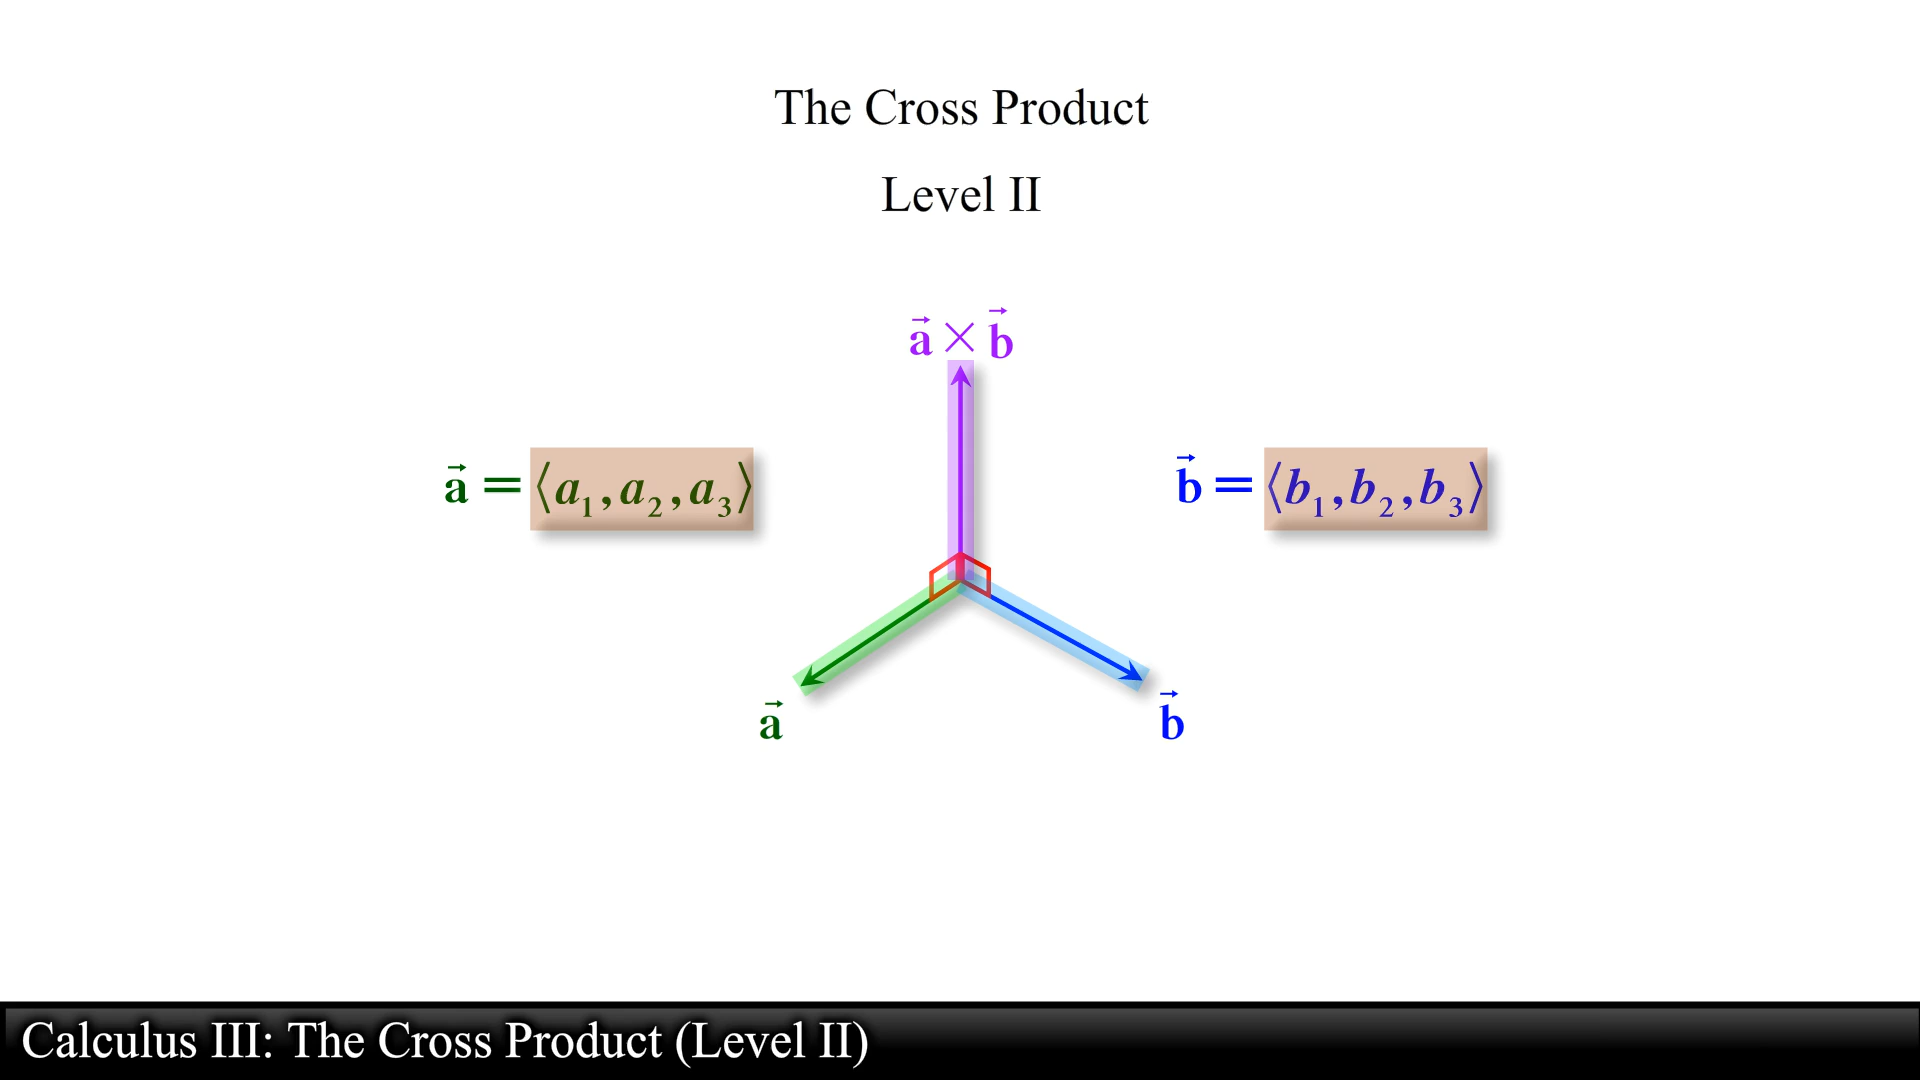 The Cross Product
Level II
a⃗ × b⃗
a⃗ = ⟨a₁, a₂, a₃⟩
b⃗ = ⟨b₁, b₂, b₃⟩
a⃗
b⃗
Calculus III: The Cross Product (Level II)